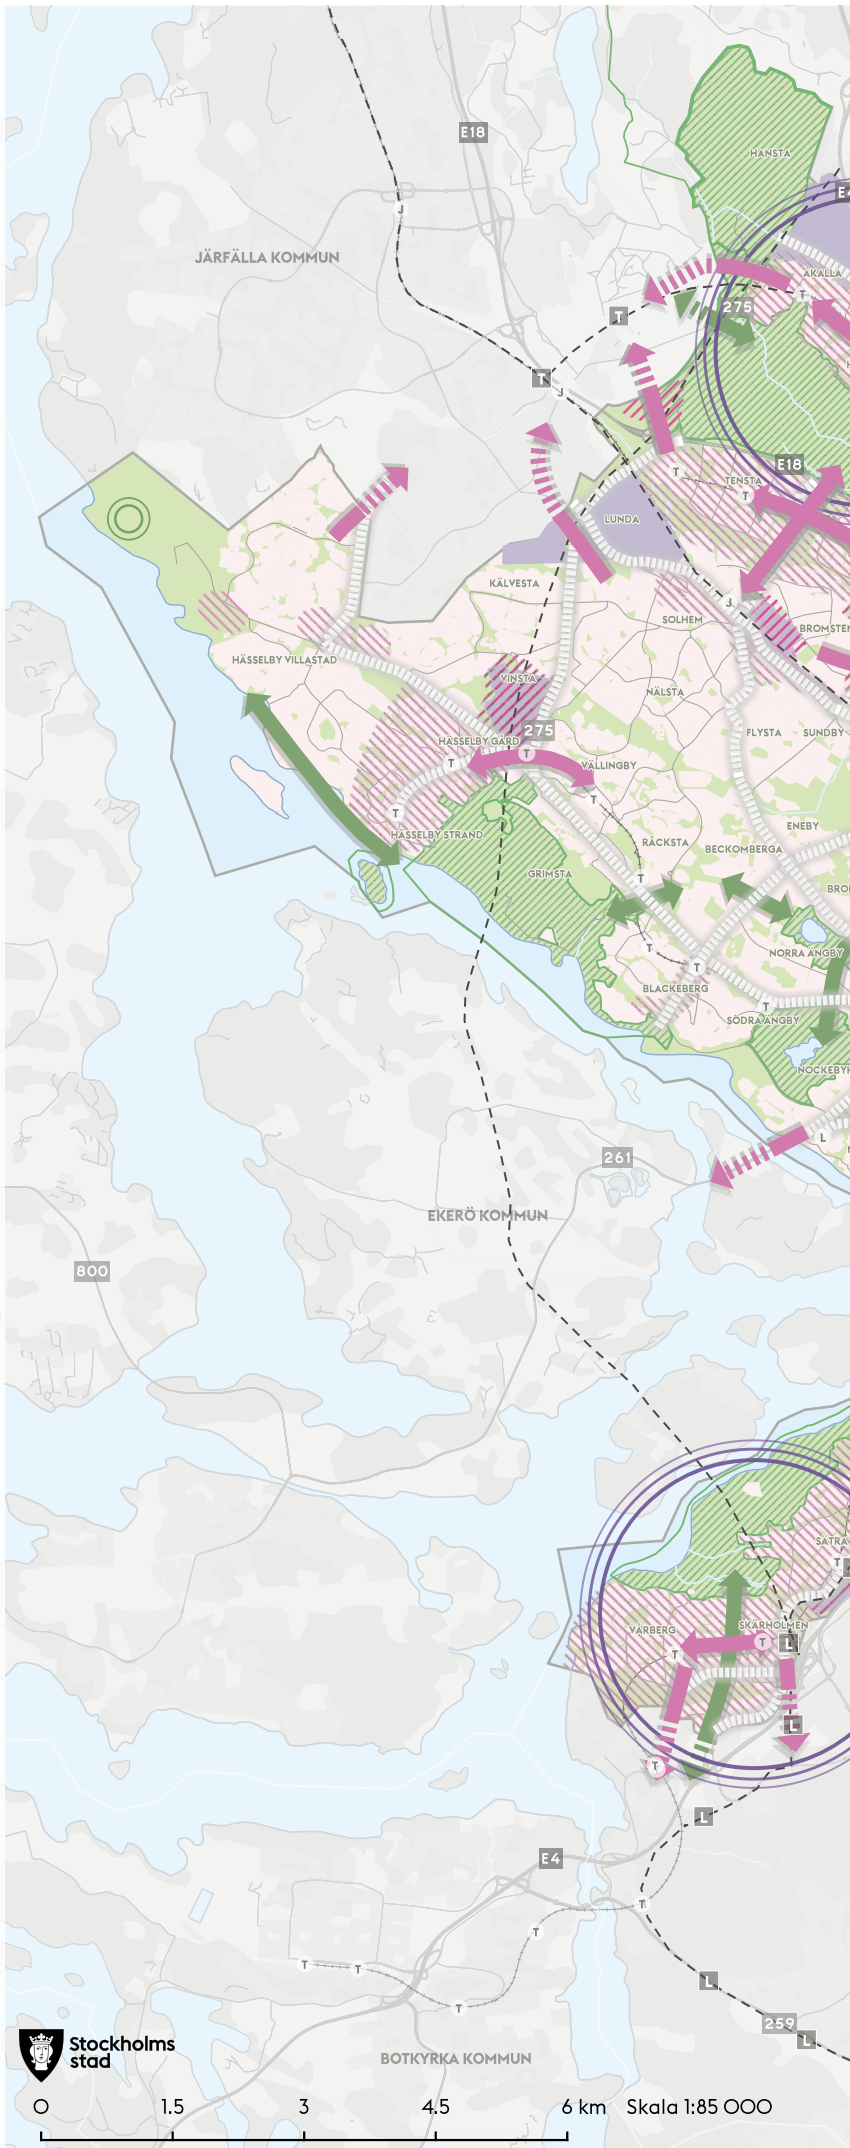 E18
HANSTA
E4
JÄRFÄLLA KOMMUN
J
AKALLA
T
275
T
T
J
E18
T
TENSTA
T
LUNDA
KÄLVESTA
J
SOLHEM
BROMSTEN
HÄSSELBY VILLASTAD
VINSTA
NÄLSTA
275
FLYSTA
SUNDBY
HÄSSELBY GÅRD
T
T
VÄLLINGBY
T
T
HÄSSELBY STRAND
ENEBY
RÅCKSTA
BECKOMBERGA
GRIMSTA
T
BRO
T
NORRA ÄNGBY
T
BLACKEBERG
T
SÖDRA ÄNGBY
NOCKEBYH
L
261
EKERÖ KOMMUN
800
SÄTRA
T
VÅRBERG
SKÄRHOLMEN
T
L
T
L
T
L
E4
T
T
T
T
T
L
259
L
Stockholms
stad
BOTKYRKA KOMMUN
0 1.5 3 4.5 6 km Skala 1:85 000